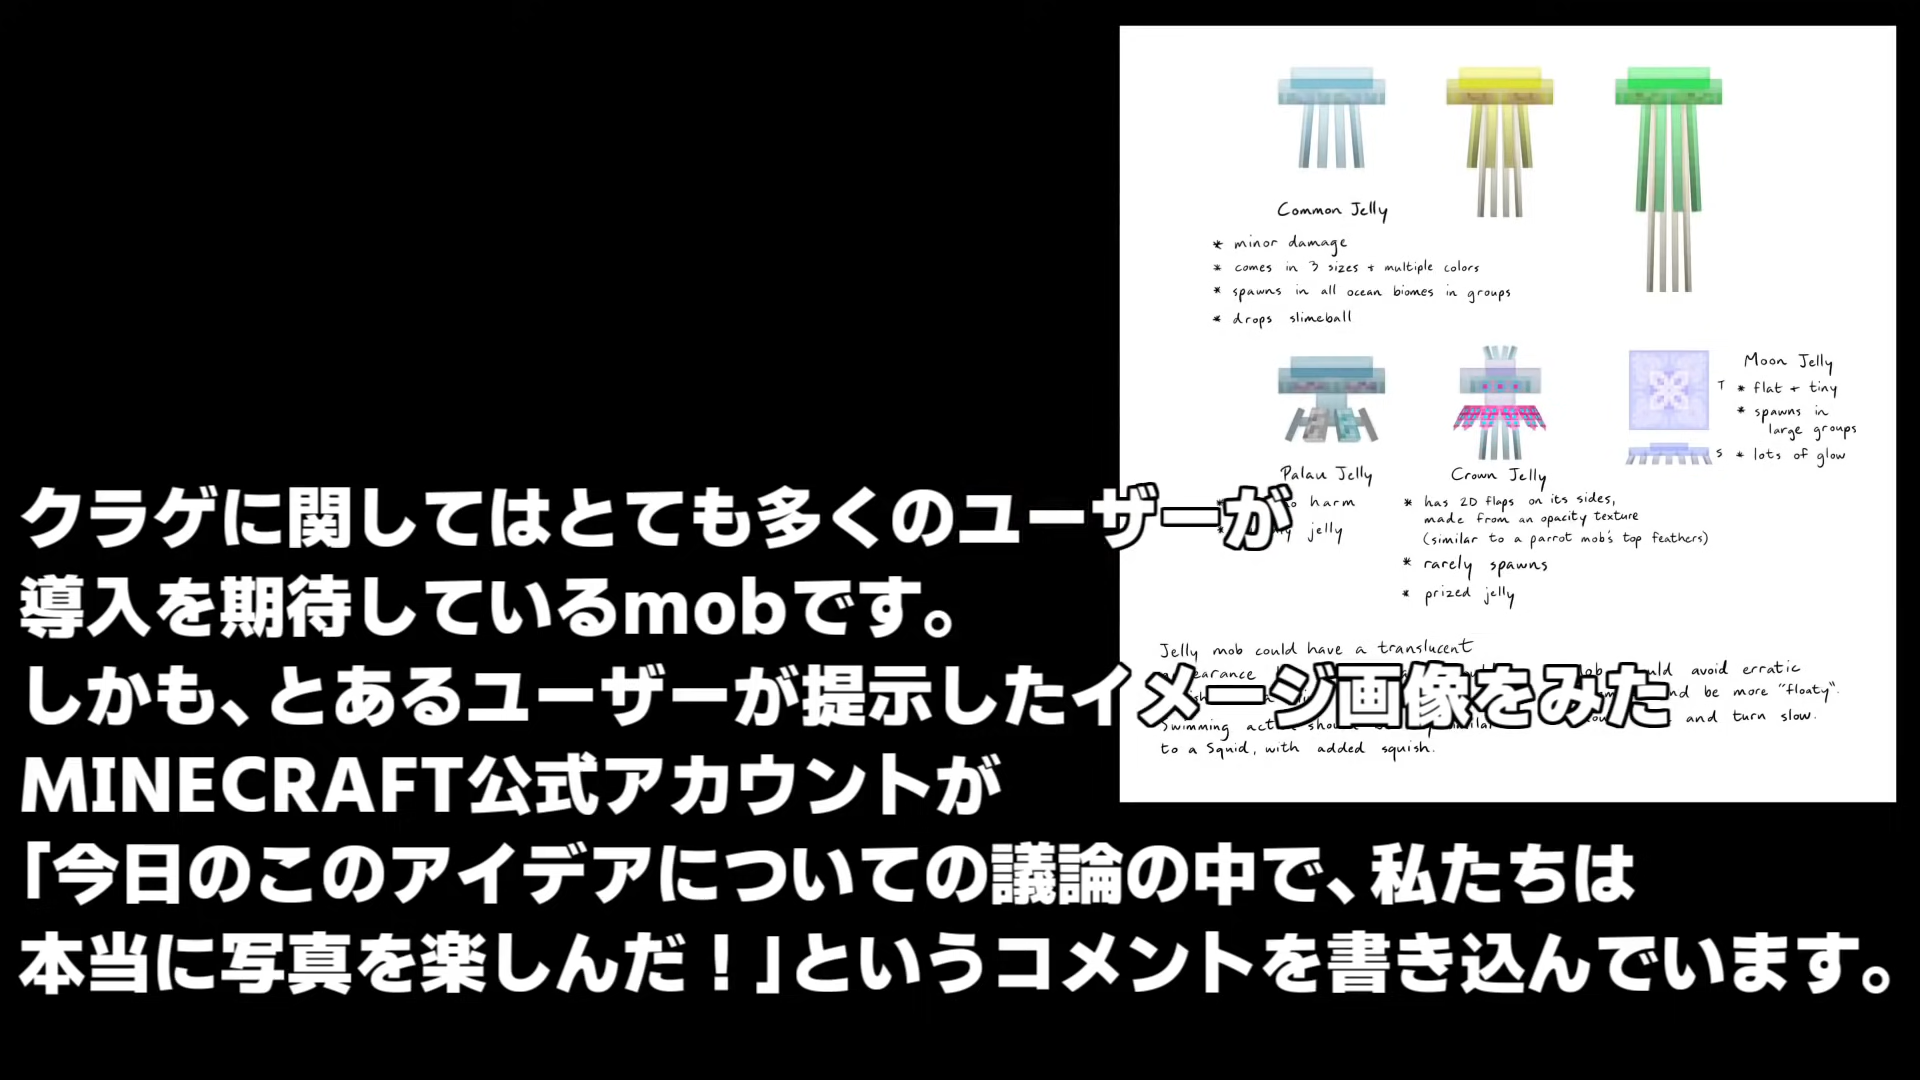 Common Jelly
* minor damage
* comes in 3 sizes + multiple colors
* spawns in all ocean biomes in groups
* drops slimeball
Moon Jelly
T * flat + tiny
* spawns in
large groups
S * lots of glow
Palau Jelly
harm
jelly
Crown Jelly
* has 2D flaps on its sides,
made from an opacity texture
(similar to a parrot mob's top feathers)
* rarely spawns
* prized jelly
Jelly mob could have a translucent
avoid erratic
and be more "floaty".
Swimming
and turn slow.
to a Squid, with added squish.
クラゲに関してはとても多くのユーザーが
導入を期待しているmobです。
しかも、とあるユーザーが提示したイメージ画像をみた
MINECRAFT公式アカウントが
「今日のこのアイデアについての議論の中で、私たちは
本当に写真を楽しんだ！」というコメントを書き込んでいます。